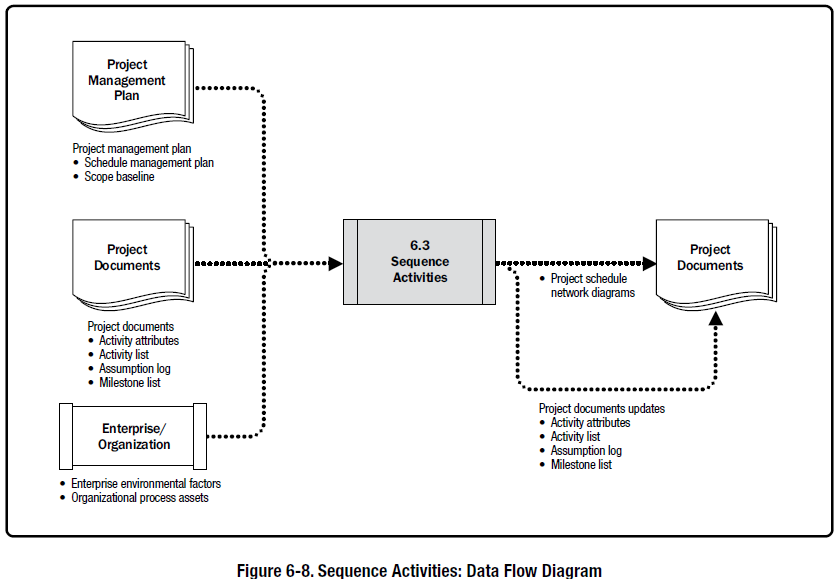 Project
Management
Plan
Project management plan
• Schedule management plan
• Scope baseline
Project
Documents
Project documents
• Activity attributes
• Activity list
• Assumption log
• Milestone list
Enterprise/
Organization
• Enterprise environmental factors
• Organizational process assets
6.3
Sequence
Activities
• Project schedule
network diagrams
Project
Documents
Project documents updates
• Activity attributes
• Activity list
• Assumption log
• Milestone list
Figure 6-8. Sequence Activities: Data Flow Diagram